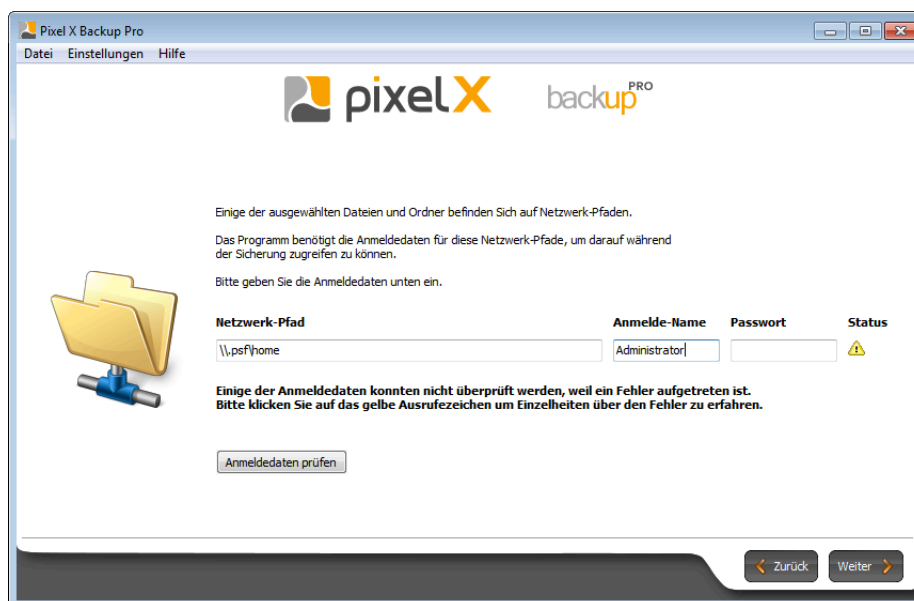 Pixel X Backup Pro
Datei Einstellungen Hilfe
pixelX backup PRO
Einige der ausgewählten Dateien und Ordner befinden Sich auf Netzwerk-Pfaden.
Das Programm benötigt die Anmeldedaten für diese Netzwerk-Pfade, um darauf während
der Sicherung zugreifen zu können.
Bitte geben Sie die Anmeldedaten unten ein.
Netzwerk-Pfad Anmelde-Name Passwort Status
\\.psf\home Administrator
Einige der Anmeldedaten konnten nicht überprüft werden, weil ein Fehler aufgetreten ist.
Bitte klicken Sie auf das gelbe Ausrufezeichen um Einzelheiten über den Fehler zu erfahren.
Anmeldedaten prüfen
Zurück Weiter